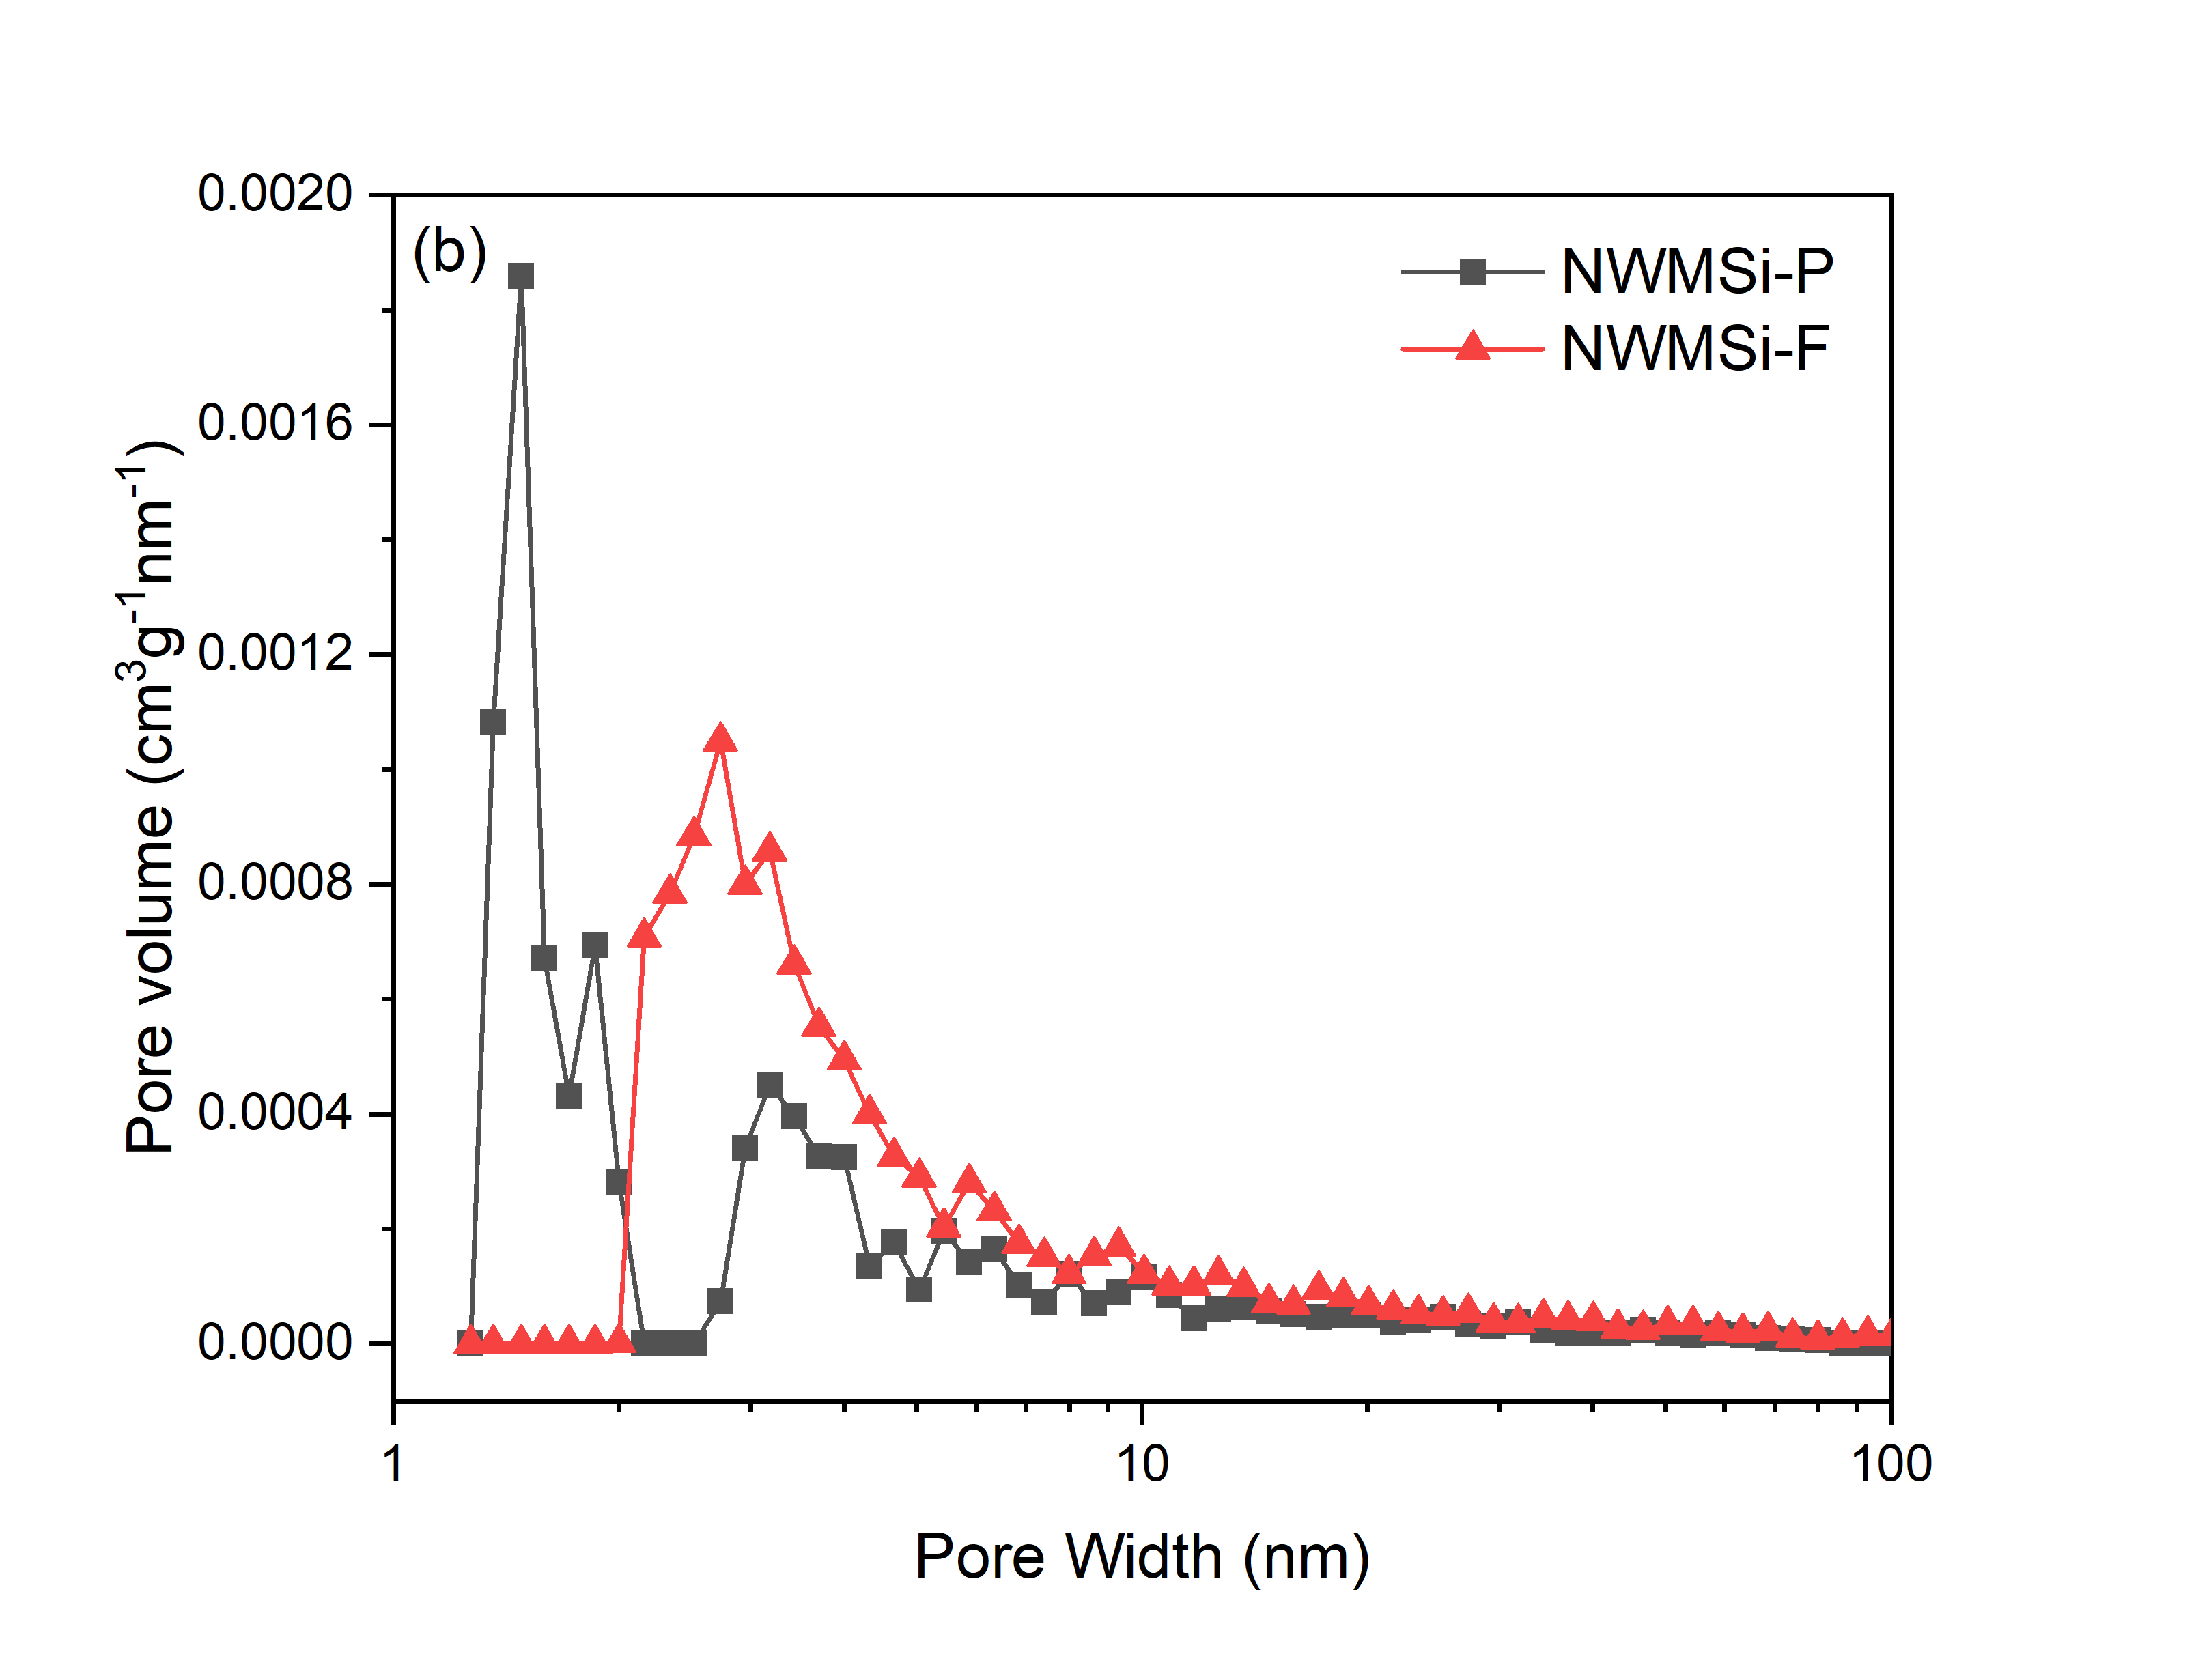 (b)
NWMSi-P
NWMSi-F
0.0020
0.0016
0.0012
0.0008
0.0004
0.0000
Pore volume (cm³g⁻¹nm⁻¹)
1
10
100
Pore Width (nm)